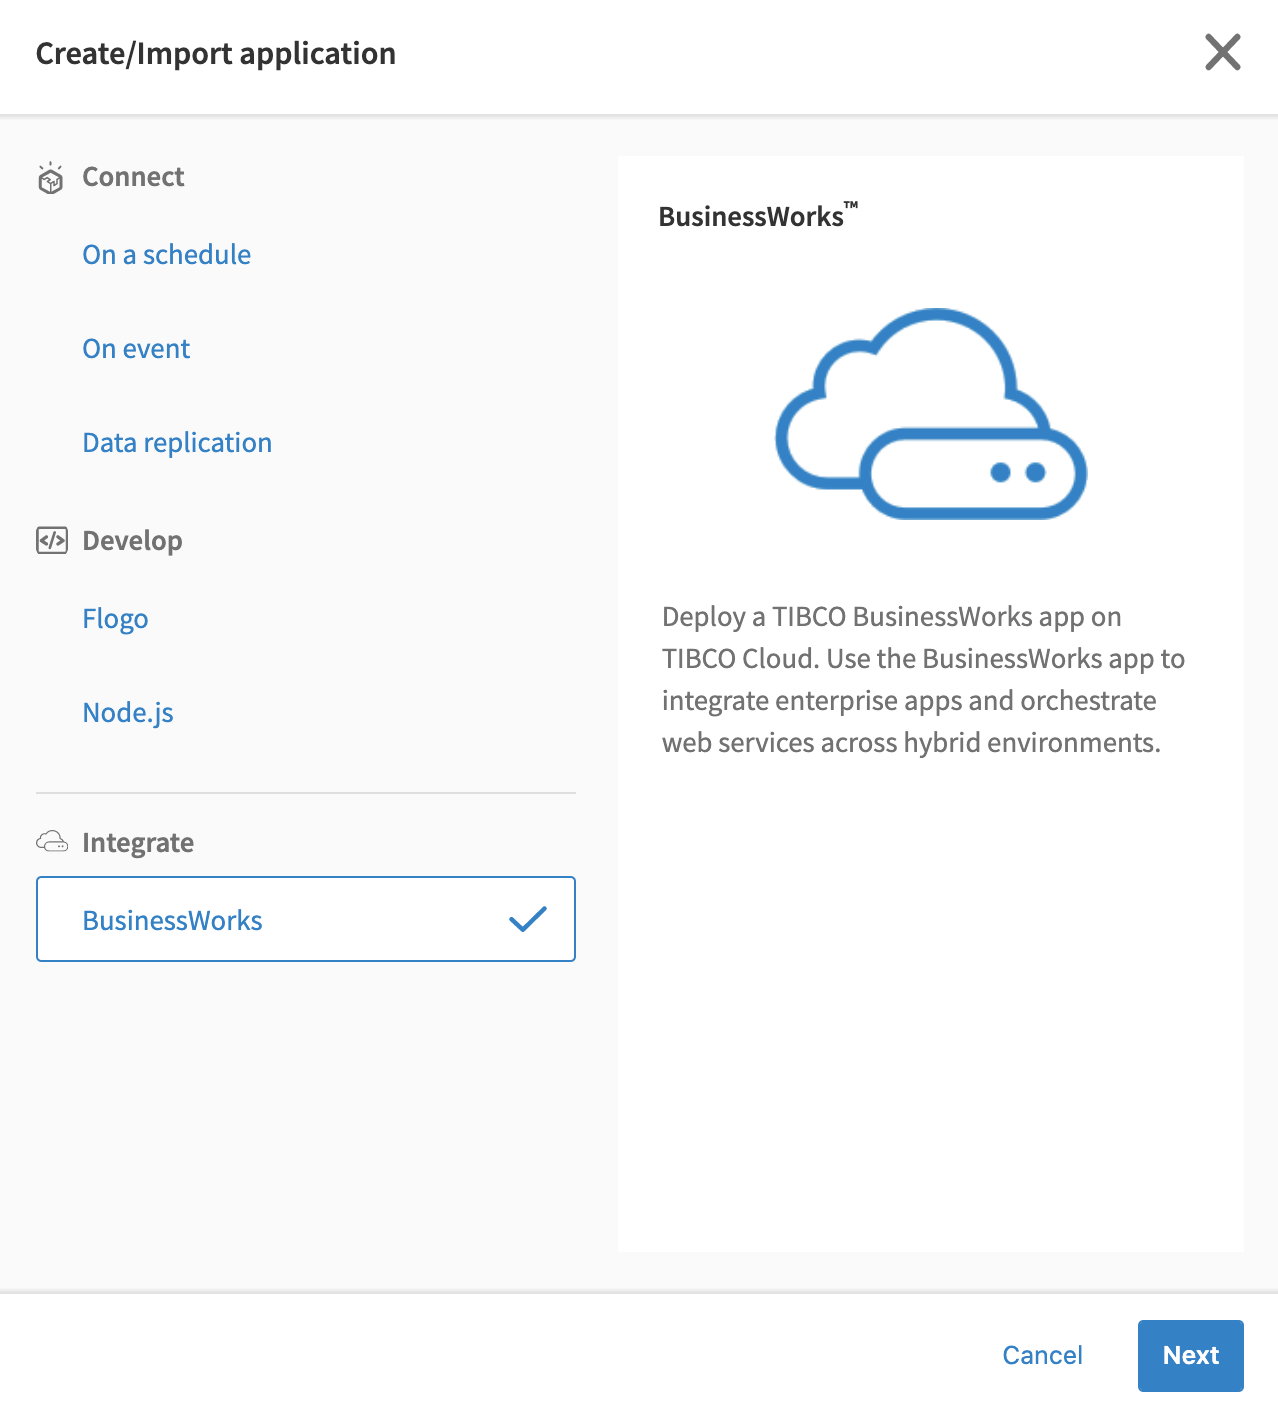 Create/Import application
Connect
On a schedule
On event
Data replication
Develop
Flogo
Node.js
Integrate
BusinessWorks
BusinessWorks™
Deploy a TIBCO BusinessWorks app on
TIBCO Cloud. Use the BusinessWorks app to
integrate enterprise apps and orchestrate
web services across hybrid environments.
Cancel
Next